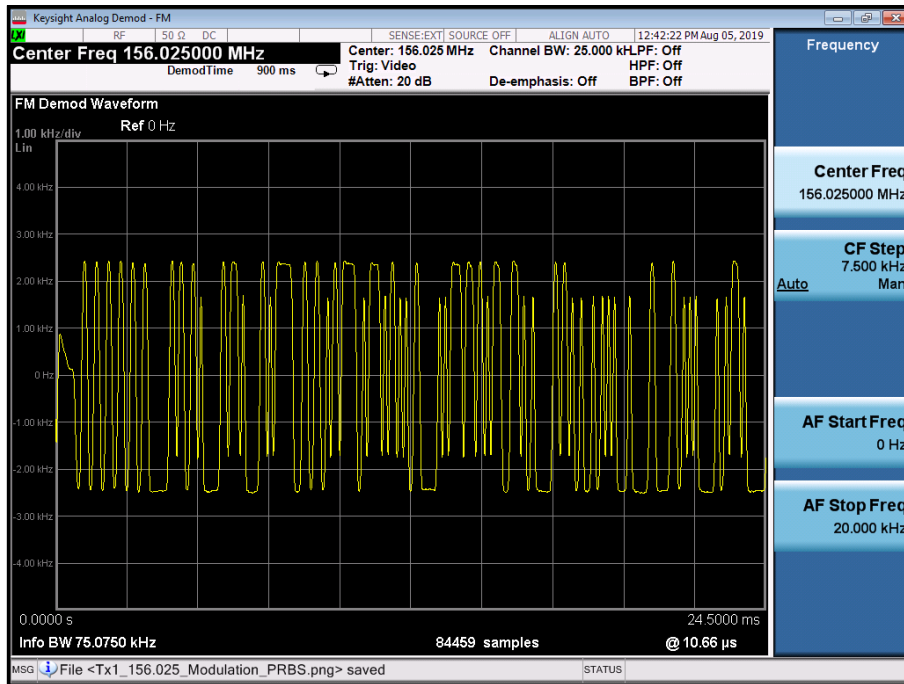 Keysight Analog Demod - FM
LXI RF 50 Ω DC SENSE:EXT SOURCE OFF ALIGN AUTO 12:42:22 PM Aug 05, 2019
Center Freq 156.025000 MHz
DemodTime 900 ms
Center: 156.025 MHz Channel BW: 25.000 kHLPF: Off
Trig: Video HPF: Off
#Atten: 20 dB De-emphasis: Off BPF: Off
FM Demod Waveform
1.00 kHz/div Ref 0 Hz
Lin
4.00 kHz
3.00 kHz
2.00 kHz
1.00 kHz
0 Hz
-1.00 kHz
-2.00 kHz
-3.00 kHz
-4.00 kHz
0.0000 s 24.5000 ms
Info BW 75.0750 kHz 84459 samples @ 10.66 µs
MSG File <Tx1_156.025_Modulation_PRBS.png> saved STATUS
Frequency
Center Freq
156.025000 MHz
CF Step
7.500 kHz
Auto Man
AF Start Freq
0 Hz
AF Stop Freq
20.000 kHz